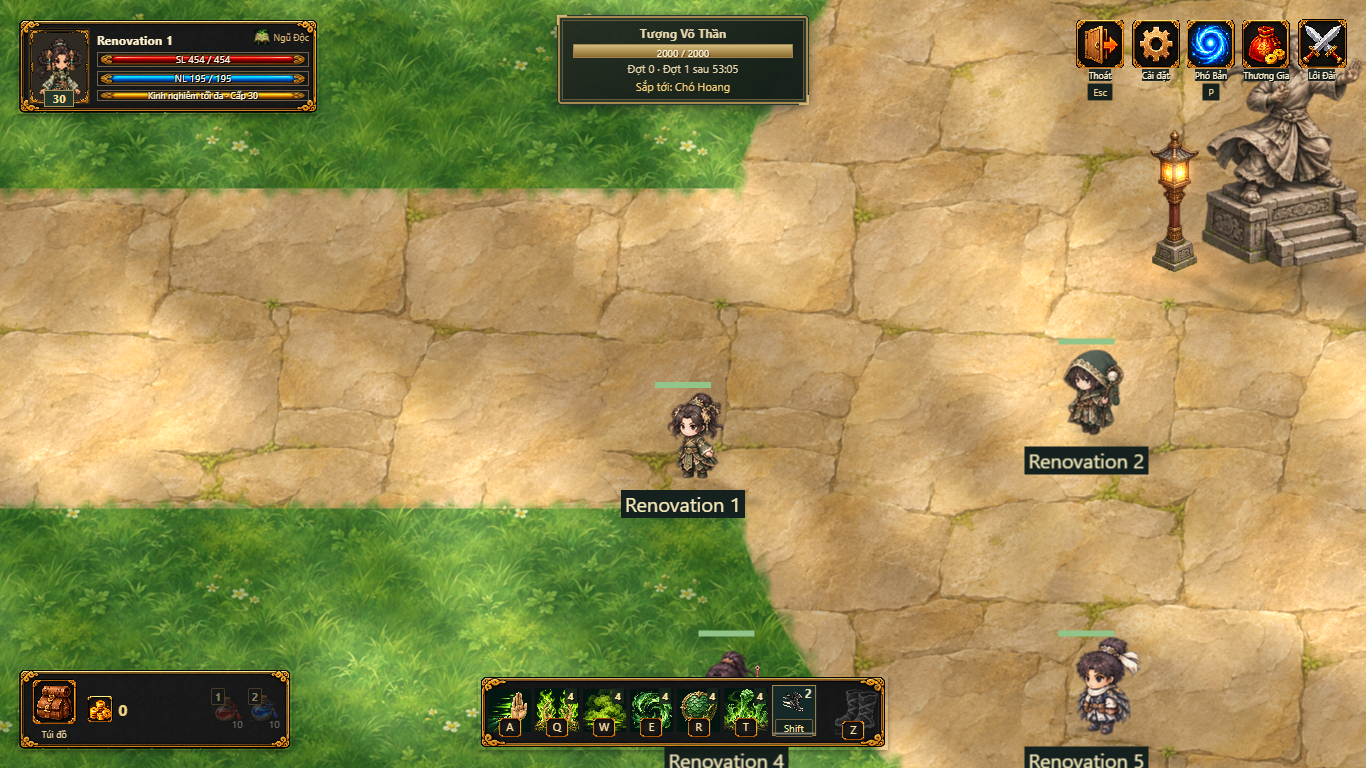 Renovation 1
Ngũ Độc
SL 454 / 454
NL 195 / 195
Kinh nghiệm tối đa - Cấp 30
30
Tượng Võ Thần
2000 / 2000
Đợt 0 · Đợt 1 sau 53:05
Sắp tới: Chó Hoang
Thoát
Cài đặt
Phó Bản
Thương Gia
Lôi Đài
Esc
P
Renovation 2
Renovation 1
Túi đồ
0
1
10
2
10
A
4
Q
4
W
4
E
4
R
4
T
2
Shift
Z
Renovation 4
Renovation 5